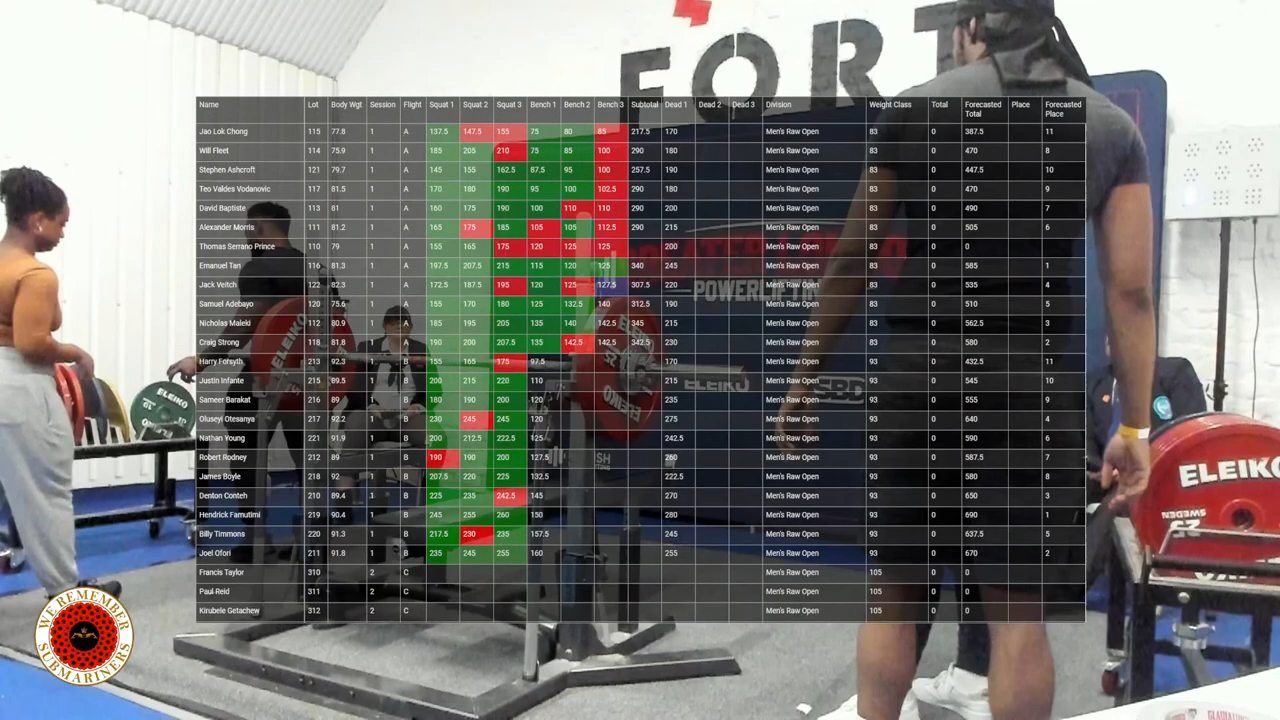 FORT
Name Lot Body Wgt Session Flight Squat 1 Squat 2 Squat 3 Bench 1 Bench 2 Bench 3 Subtotal Dead 1 Dead 2 Dead 3 Division Weight Class Total Forecasted Total Place Forecasted Place
Jao Lok Chong 115 77.8 1 A 137.5 147.5 155 75 80 85 217.5 170 Men's Raw Open 83 0 387.5 11
Will Fleet 114 75.9 1 A 185 205 210 75 85 100 290 180 Men's Raw Open 83 0 470 8
Stephen Ashcroft 121 79.7 1 A 145 155 162.5 87.5 95 100 257.5 190 Men's Raw Open 83 0 447.5 10
Teo Valdes Vodanovic 117 81.5 1 A 170 180 190 95 100 102.5 290 180 Men's Raw Open 83 0 470 9
David Baptiste 113 81 1 A 160 175 190 100 110 110 290 200 Men's Raw Open 83 0 490 7
Alexander Morris 111 81.2 1 A 165 175 185 105 105 112.5 290 215 Men's Raw Open 83 0 505 6
Thomas Serrano Prince 110 79 1 A 155 165 175 120 125 125 200 Men's Raw Open 83 0 0
Emanuel Tan 116 81.3 1 A 197.5 207.5 215 115 120 125 340 245 Men's Raw Open 83 0 585 1
Jack Veitch 122 82.3 1 A 172.5 187.5 195 120 125 127.5 307.5 220 Men's Raw Open 83 0 535 4
Samuel Adebayo 120 75.6 1 A 155 170 180 125 132.5 140 312.5 190 Men's Raw Open 83 0 510 5
Nicholas Maleki 112 80.9 1 A 185 195 205 135 140 142.5 345 215 Men's Raw Open 83 0 562.5 3
Craig Strong 118 81.8 1 A 190 200 207.5 135 142.5 142.5 342.5 230 Men's Raw Open 83 0 580 2
Harry Forsyth 213 92.3 1 B 155 165 175 97.5 170 Men's Raw Open 93 0 432.5 11
Justin Infante 215 89.5 1 B 200 215 220 110 215 Men's Raw Open 93 0 545 10
Sameer Barakat 216 89 1 B 180 190 200 120 235 Men's Raw Open 93 0 555 9
Oluseyi Otesanya 217 92.2 1 B 230 245 245 120 275 Men's Raw Open 93 0 640 4
Nathan Young 221 91.9 1 B 200 212.5 222.5 125 242.5 Men's Raw Open 93 0 590 6
Robert Rodney 212 89 1 B 190 190 200 127.5 260 Men's Raw Open 93 0 587.5 7
James Boyle 218 92 1 B 207.5 220 225 132.5 222.5 Men's Raw Open 93 0 580 8
Denton Conteh 210 89.4 1 B 225 235 242.5 145 270 Men's Raw Open 93 0 650 3
Hendrick Famutimi 219 90.4 1 B 245 255 260 150 280 Men's Raw Open 93 0 690 1
Billy Timmons 220 91.3 1 B 217.5 230 235 157.5 245 Men's Raw Open 93 0 637.5 5
Joel Ofori 211 91.8 1 B 235 245 255 160 255 Men's Raw Open 93 0 670 2
Francis Taylor 310 2 C Men's Raw Open 105 0 0
Paul Reid 311 2 C Men's Raw Open 105 0 0
Kirubele Getachew 312 2 C Men's Raw Open 105 0 0
POWERLIFTIN
ELEIKO
ELEIKO
SBD
ELEIKO
10
ELEIKO
SWEDEN
25
WE REMEMBER SUBMARINERS